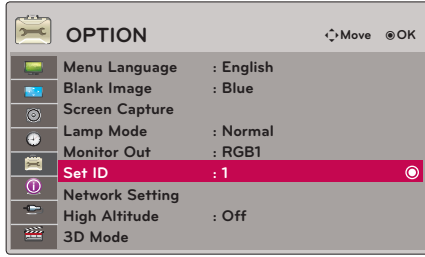 OPTION
Move ◉OK
Menu Language : English
Blank Image : Blue
Screen Capture
Lamp Mode : Normal
Monitor Out : RGB1
Set ID : 1
Network Setting
High Altitude : Off
3D Mode